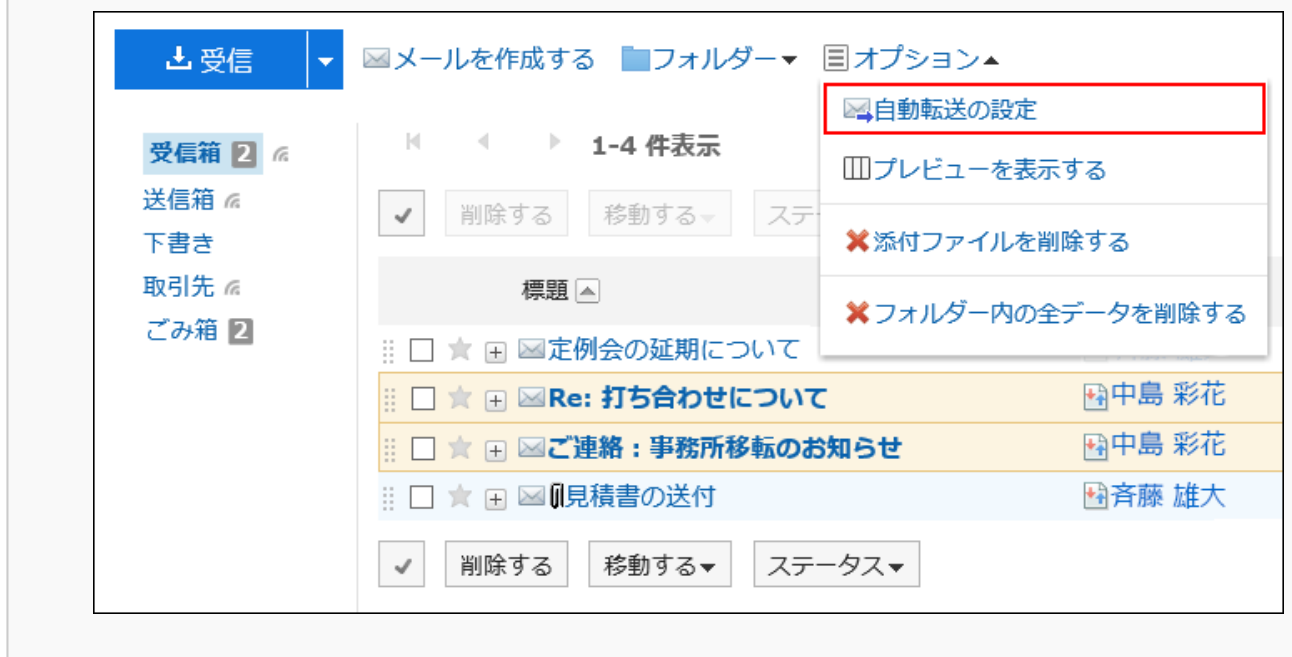 受信 メールを作成する フォルダー オプション
自動転送の設定
プレビューを表示する
添付ファイルを削除する
フォルダー内の全データを削除する
受信箱 2
送信箱
下書き
取引先
ごみ箱 2
1-4 件表示
削除する 移動する ステー
標題
定例会の延期について
Re: 打ち合わせについて 中島 彩花
ご連絡：事務所移転のお知らせ 中島 彩花
見積書の送付 斉藤 雄大
削除する 移動する ステータス